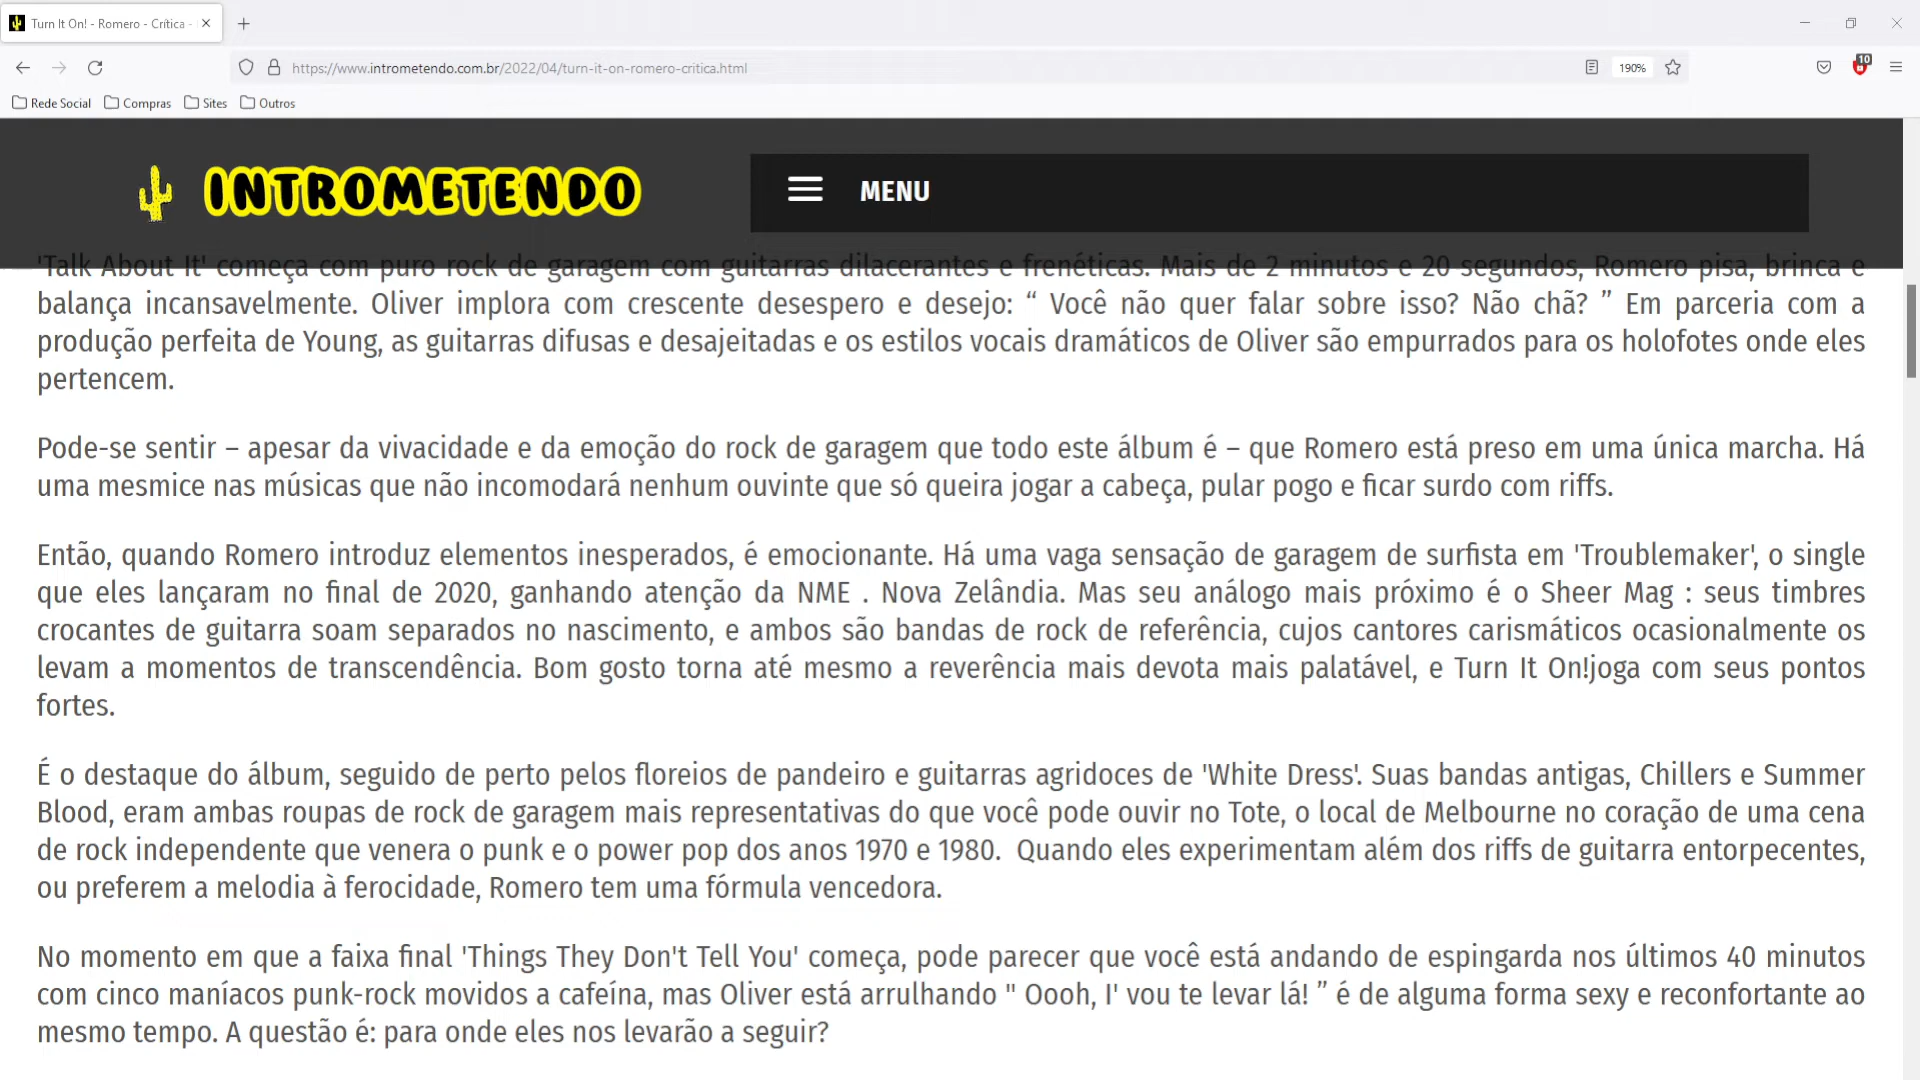 Turn It On! - Romero - Crítica -
https://www.intrometendo.com.br/2022/04/turn-it-on-romero-critica.html
190%
10
Rede Social
Compras
Sites
Outros
INTROMETENDO
MENU
'Talk About It' começa com puro rock de garagem com guitarras dilacerantes e frenéticas. Mais de 2 minutos e 20 segundos, Romero pisa, brinca e
balança incansavelmente. Oliver implora com crescente desespero e desejo: “ Você não quer falar sobre isso? Não chã? ” Em parceria com a
produção perfeita de Young, as guitarras difusas e desajeitadas e os estilos vocais dramáticos de Oliver são empurrados para os holofotes onde eles
pertencem.
Pode-se sentir – apesar da vivacidade e da emoção do rock de garagem que todo este álbum é – que Romero está preso em uma única marcha. Há
uma mesmice nas músicas que não incomodará nenhum ouvinte que só queira jogar a cabeça, pular pogo e ficar surdo com riffs.
Então, quando Romero introduz elementos inesperados, é emocionante. Há uma vaga sensação de garagem de surfista em 'Troublemaker', o single
que eles lançaram no final de 2020, ganhando atenção da NME . Nova Zelândia. Mas seu análogo mais próximo é o Sheer Mag : seus timbres
crocantes de guitarra soam separados no nascimento, e ambos são bandas de rock de referência, cujos cantores carismáticos ocasionalmente os
levam a momentos de transcendência. Bom gosto torna até mesmo a reverência mais devota mais palatável, e Turn It On!joga com seus pontos
fortes.
É o destaque do álbum, seguido de perto pelos floreios de pandeiro e guitarras agridoces de 'White Dress'. Suas bandas antigas, Chillers e Summer
Blood, eram ambas roupas de rock de garagem mais representativas do que você pode ouvir no Tote, o local de Melbourne no coração de uma cena
de rock independente que venera o punk e o power pop dos anos 1970 e 1980.  Quando eles experimentam além dos riffs de guitarra entorpecentes,
ou preferem a melodia à ferocidade, Romero tem uma fórmula vencedora.
No momento em que a faixa final 'Things They Don't Tell You' começa, pode parecer que você está andando de espingarda nos últimos 40 minutos
com cinco maníacos punk-rock movidos a cafeína, mas Oliver está arrulhando " Oooh, I' vou te levar lá! ” é de alguma forma sexy e reconfortante ao
mesmo tempo. A questão é: para onde eles nos levarão a seguir?